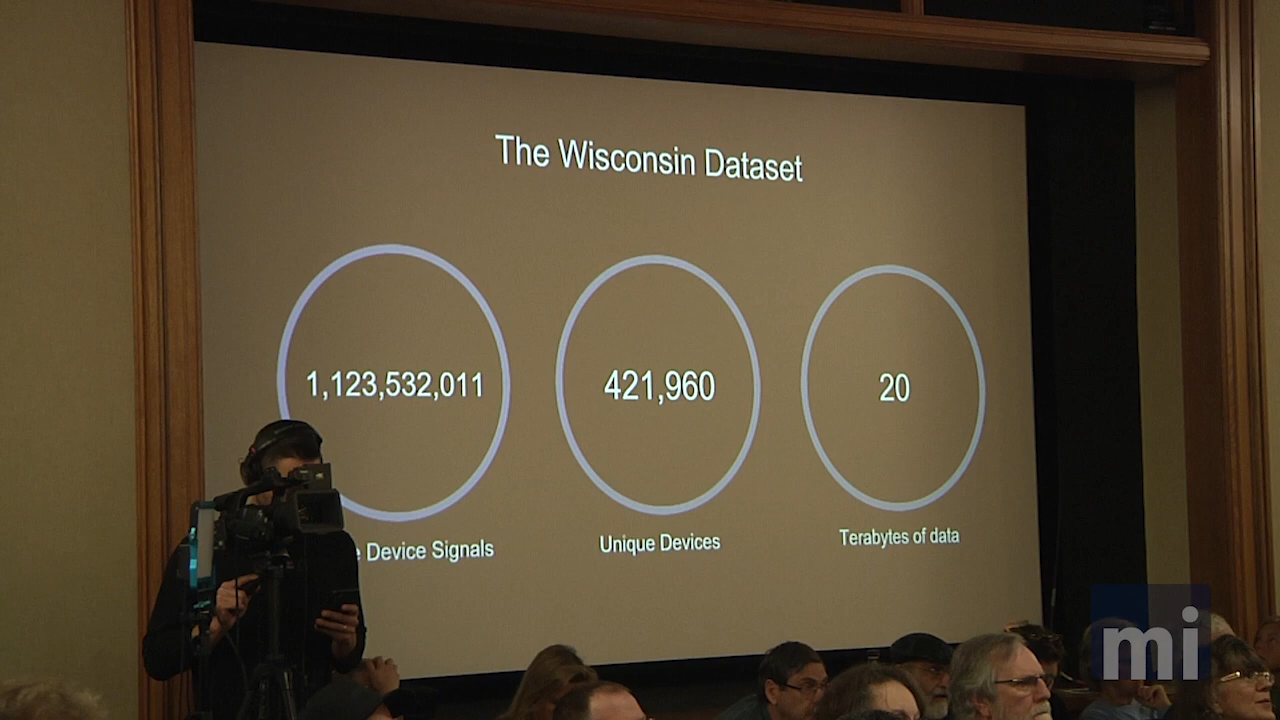 The Wisconsin Dataset
1,123,532,011
421,960
20
Device Signals
Unique Devices
Terabytes of data
mi